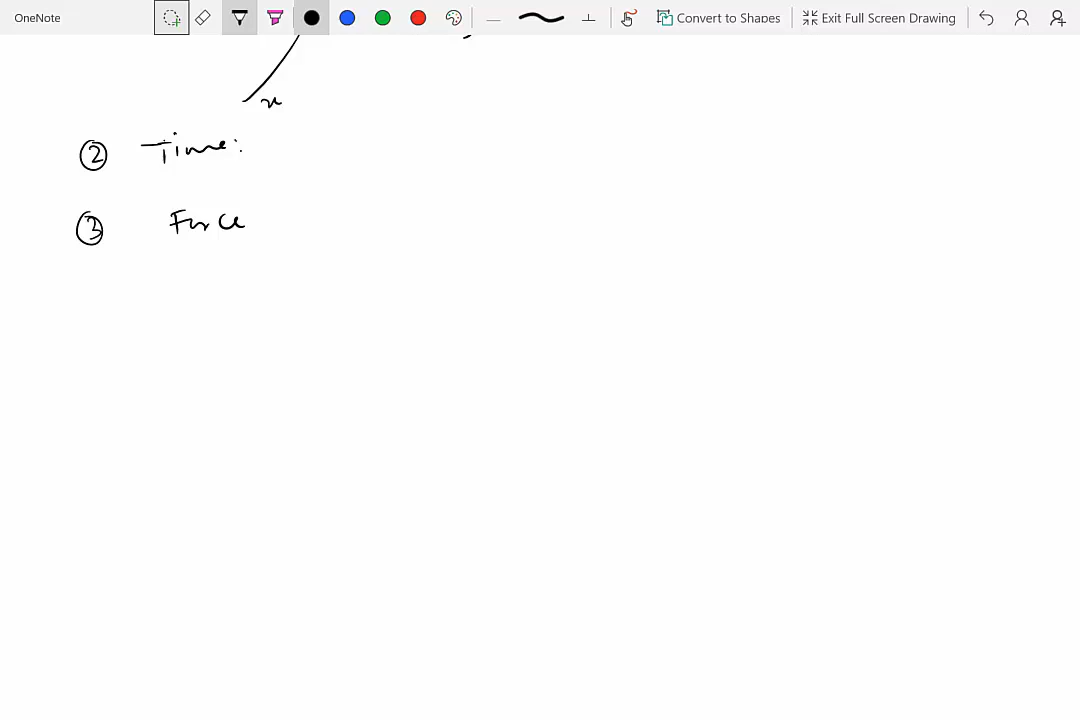 OneNote
Convert to Shapes
Exit Full Screen Drawing
x
② Time:
③ Force